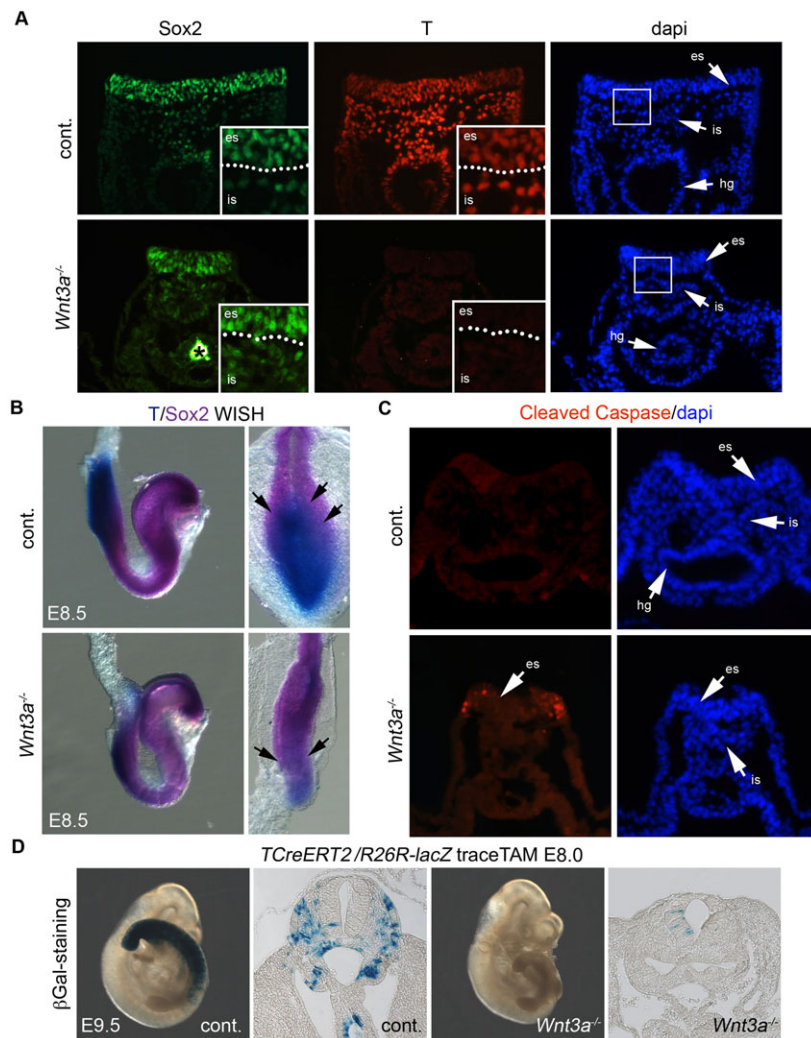 A
Sox2 T dapi
cont.
es
is
es
is
es
is
hg
Wnt3a-/-
es
is
*
es
is
es
is
hg
B
T/Sox2 WISH
cont.
E8.5
Wnt3a-/-
E8.5
C
Cleaved Caspase/dapi
cont.
es
is
hg
Wnt3a-/-
es
es
is
D
TCreERT2/R26R-lacZ traceTAM E8.0
βGal-staining
E9.5 cont.
cont.
Wnt3a-/-
Wnt3a-/-